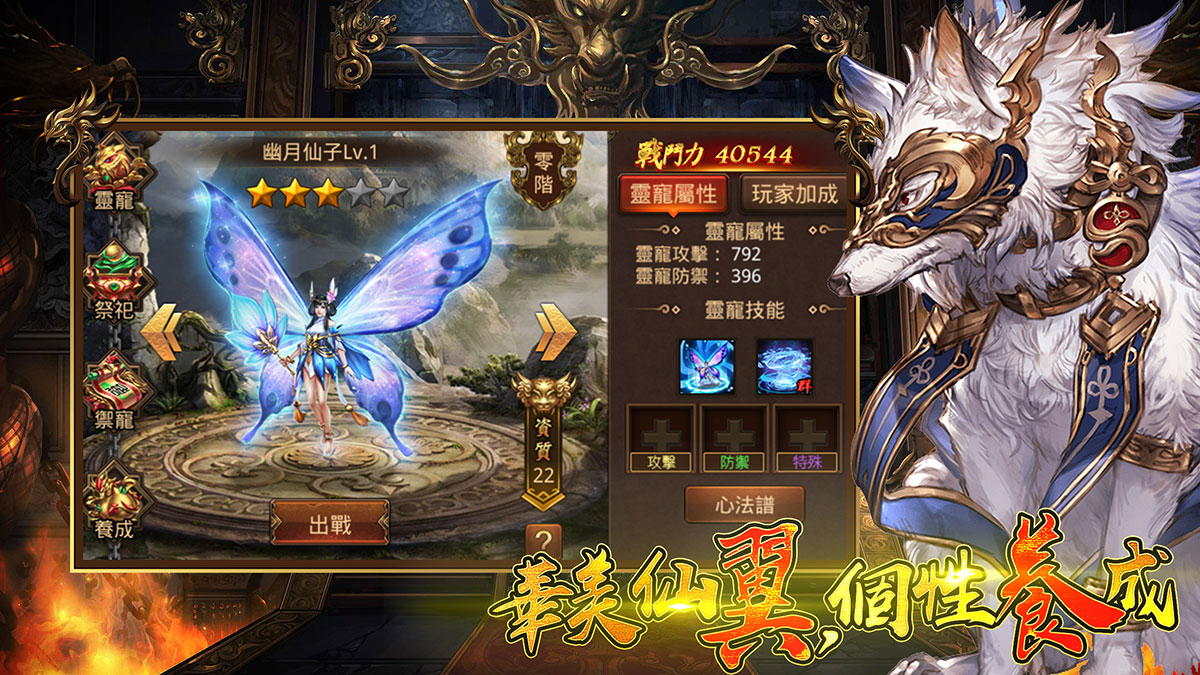 幽月仙子Lv.1
零階
靈寵
祭祀
禦寵
養成
資質
22
出戰
?
戰鬥力 40544
靈寵屬性
玩家加成
靈寵屬性
靈寵攻擊： 792
靈寵防禦： 396
靈寵技能
群
攻擊
防禦
特殊
心法譜
華美仙翼,個性養成